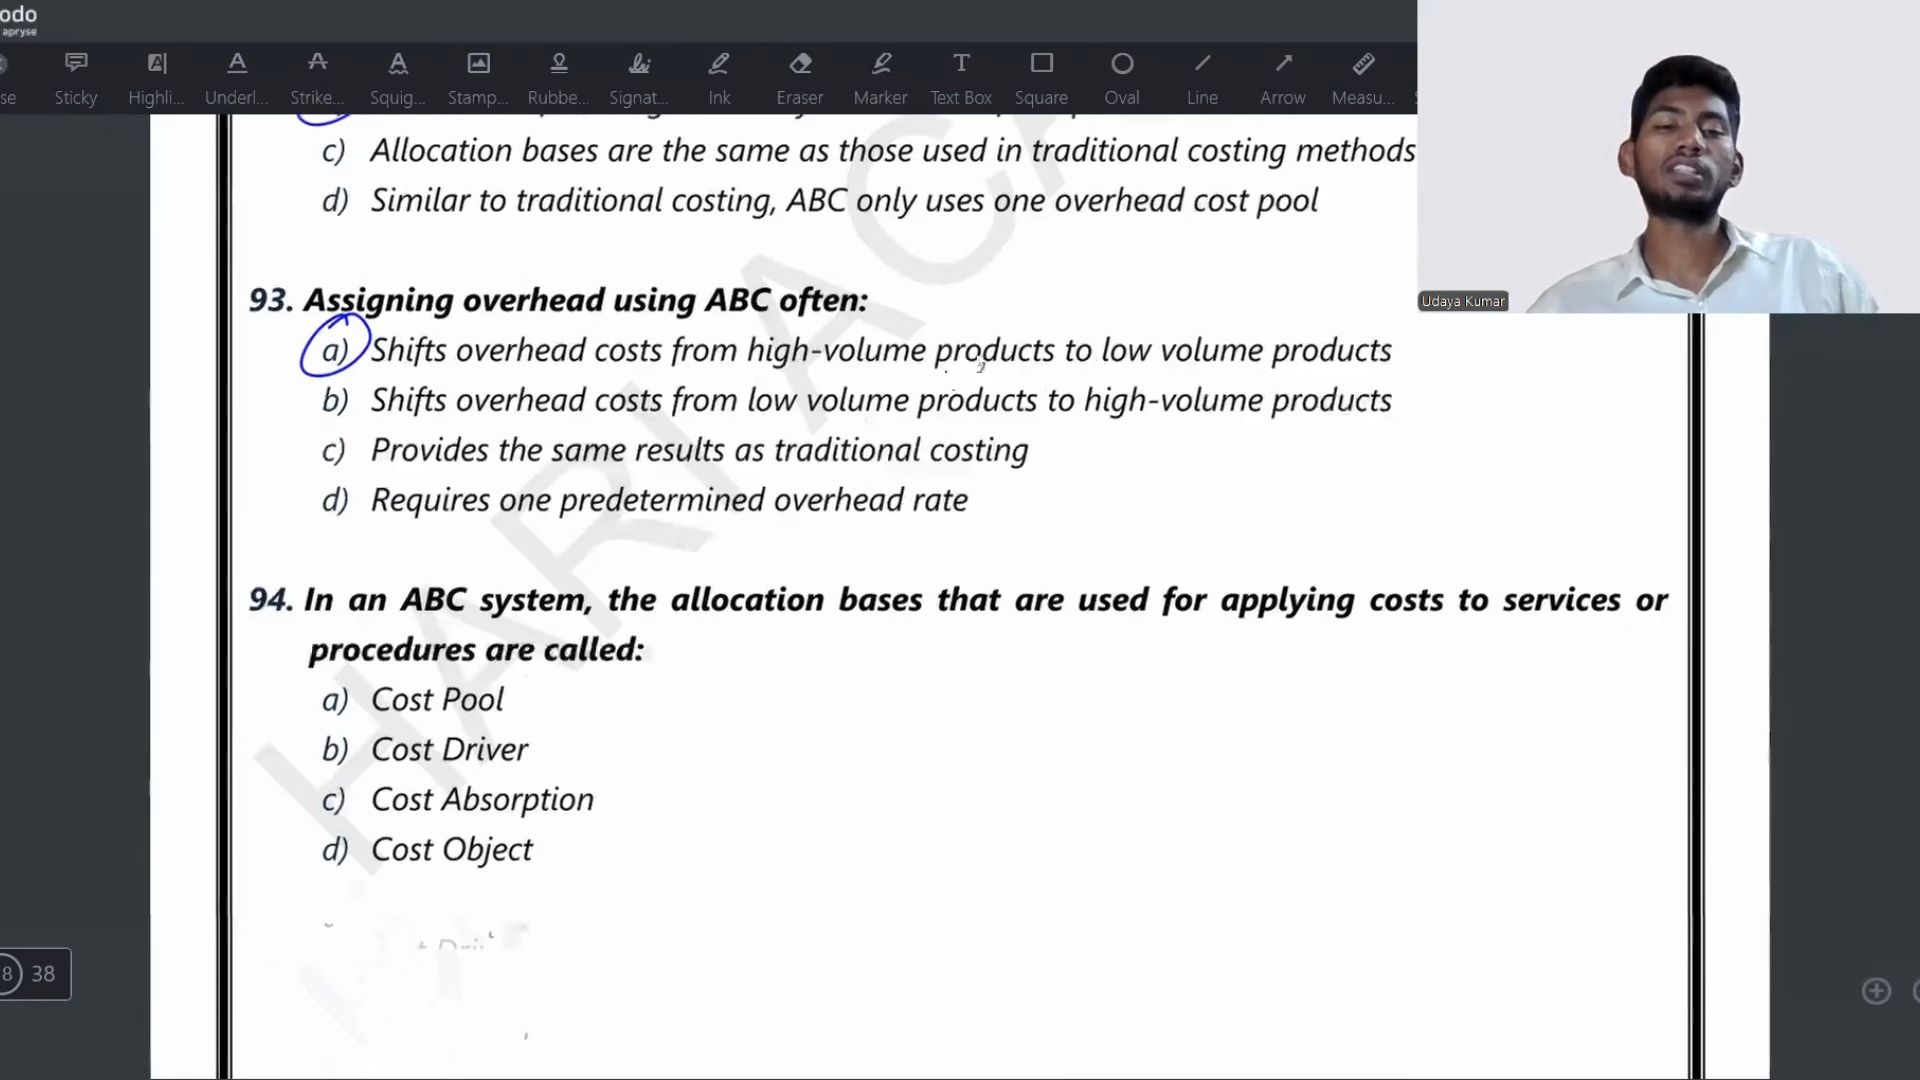 odo
apryse
se
Sticky
Highli...
Underl...
Strike...
Squig...
Stamp...
Rubbe...
Signat...
Ink
Eraser
Marker
Text Box
Square
Oval
Line
Arrow
Measu...
c) Allocation bases are the same as those used in traditional costing methods
d) Similar to traditional costing, ABC only uses one overhead cost pool
Udaya Kumar
93. Assigning overhead using ABC often:
a) Shifts overhead costs from high-volume products to low volume products
b) Shifts overhead costs from low volume products to high-volume products
c) Provides the same results as traditional costing
d) Requires one predetermined overhead rate
94. In an ABC system, the allocation bases that are used for applying costs to services or
procedures are called:
a) Cost Pool
b) Cost Driver
c) Cost Absorption
d) Cost Object
HARI ACA
8 38